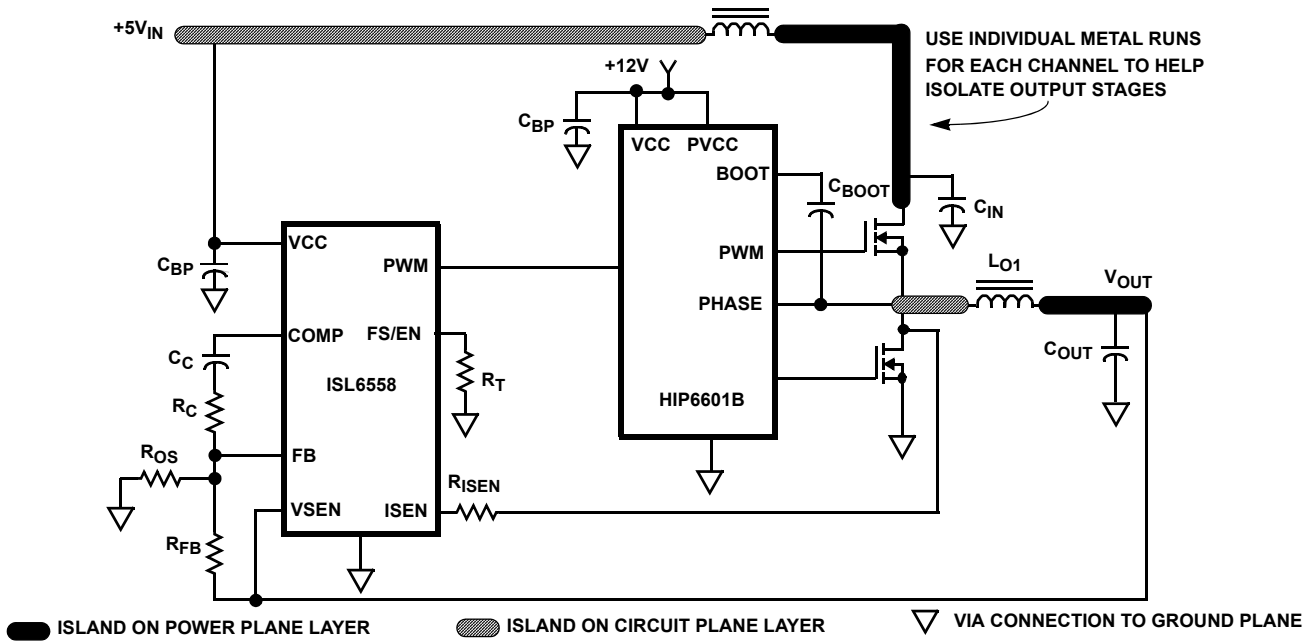 +5VIN
USE INDIVIDUAL METAL RUNS
FOR EACH CHANNEL TO HELP
ISOLATE OUTPUT STAGES
+12V
CBP
VCC PVCC
BOOT
CBOOT
CIN
VCC
CBP
PWM
PWM
LO1
VOUT
PHASE
COMP
FS/EN
COUT
CC
ISL6558
RT
HIP6601B
RC
ROS
FB
RISEN
VSEN
ISEN
RFB
ISLAND ON POWER PLANE LAYER
ISLAND ON CIRCUIT PLANE LAYER
VIA CONNECTION TO GROUND PLANE